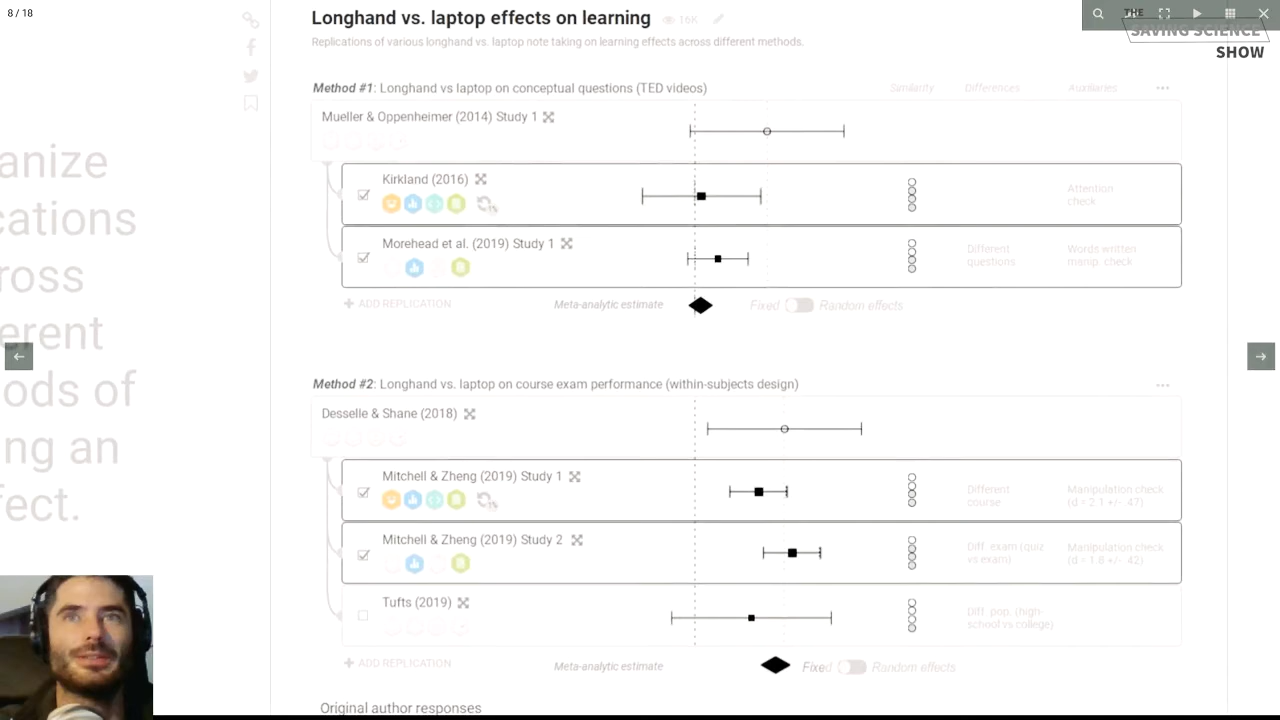 8 / 18
THE
SAVING SCIENCE
SHOW
Longhand vs. laptop effects on learning 16K
Replications of various longhand vs. laptop note taking on learning effects across different methods.
Method #1: Longhand vs laptop on conceptual questions (TED videos) Similarity Differences Auxiliaries
Mueller & Oppenheimer (2014) Study 1
Kirkland (2016)
Attention
check
Morehead et al. (2019) Study 1
Different
questions
Words written
manip. check
ADD REPLICATION Meta-analytic estimate Fixed Random effects
Method #2: Longhand vs. laptop on course exam performance (within-subjects design)
Desselle & Shane (2018)
Mitchell & Zheng (2019) Study 1
Different
course
Manipulation check
(d = 2.1 +/- .47)
Mitchell & Zheng (2019) Study 2
Diff. exam (quiz
vs exam)
Manipulation check
(d = 1.8 +/- .42)
Tufts (2019)
Diff. pop. (high-
school vs college)
ADD REPLICATION Meta-analytic estimate Fixed Random effects
Original author responses
anize
cations
ross
erent
ods of
ng an
fect.